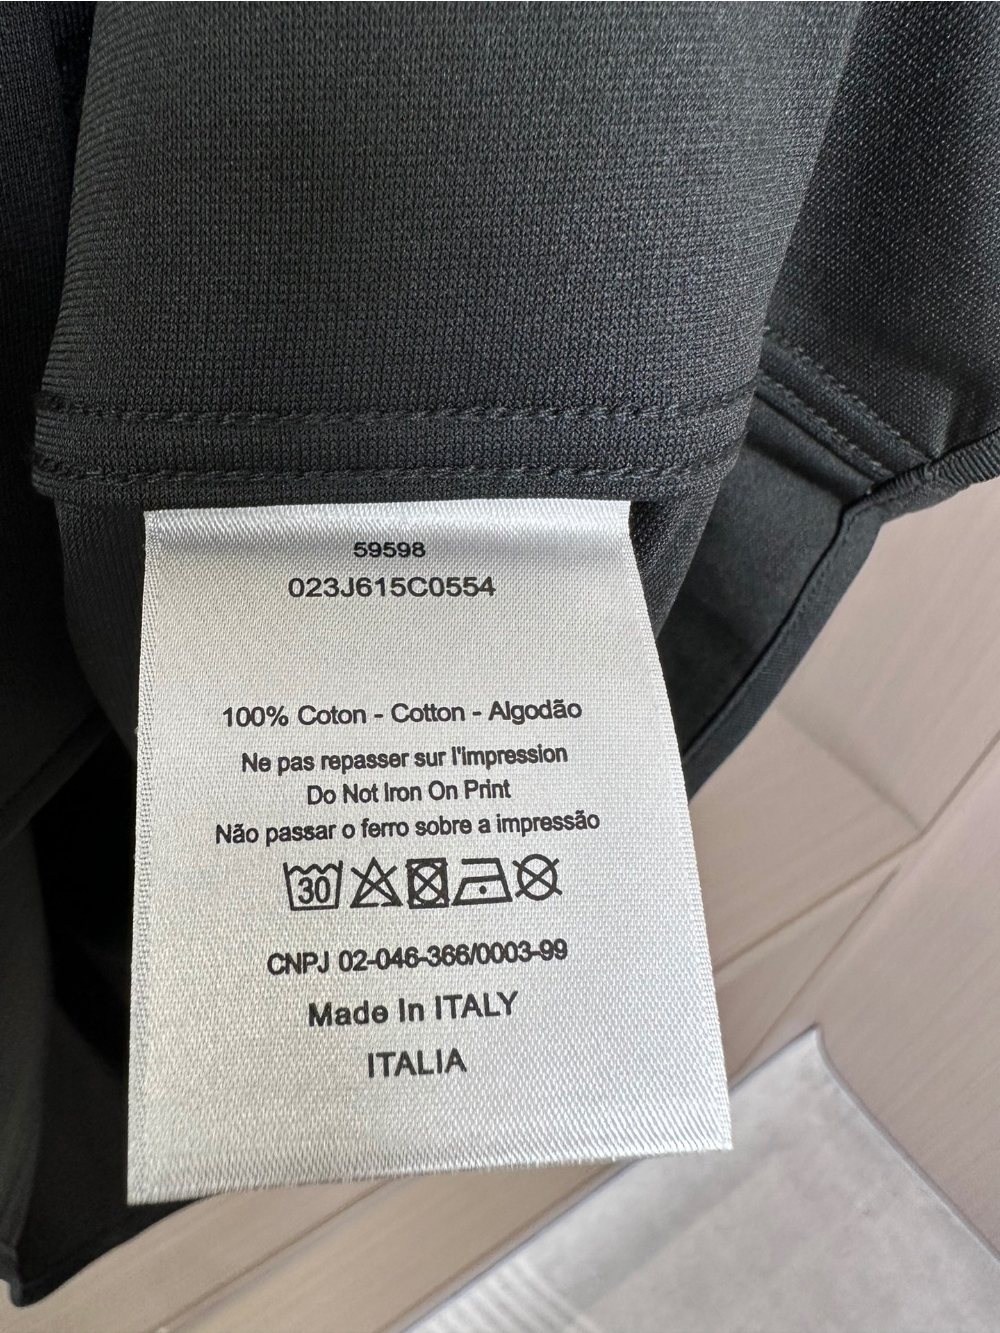 59598
023J615C0554
100% Coton - Cotton - Algodão
Ne pas repasser sur l'impression
Do Not Iron On Print
Não passar o ferro sobre a impressão
30
CNPJ 02-046-366/0003-99
Made In ITALY
ITALIA